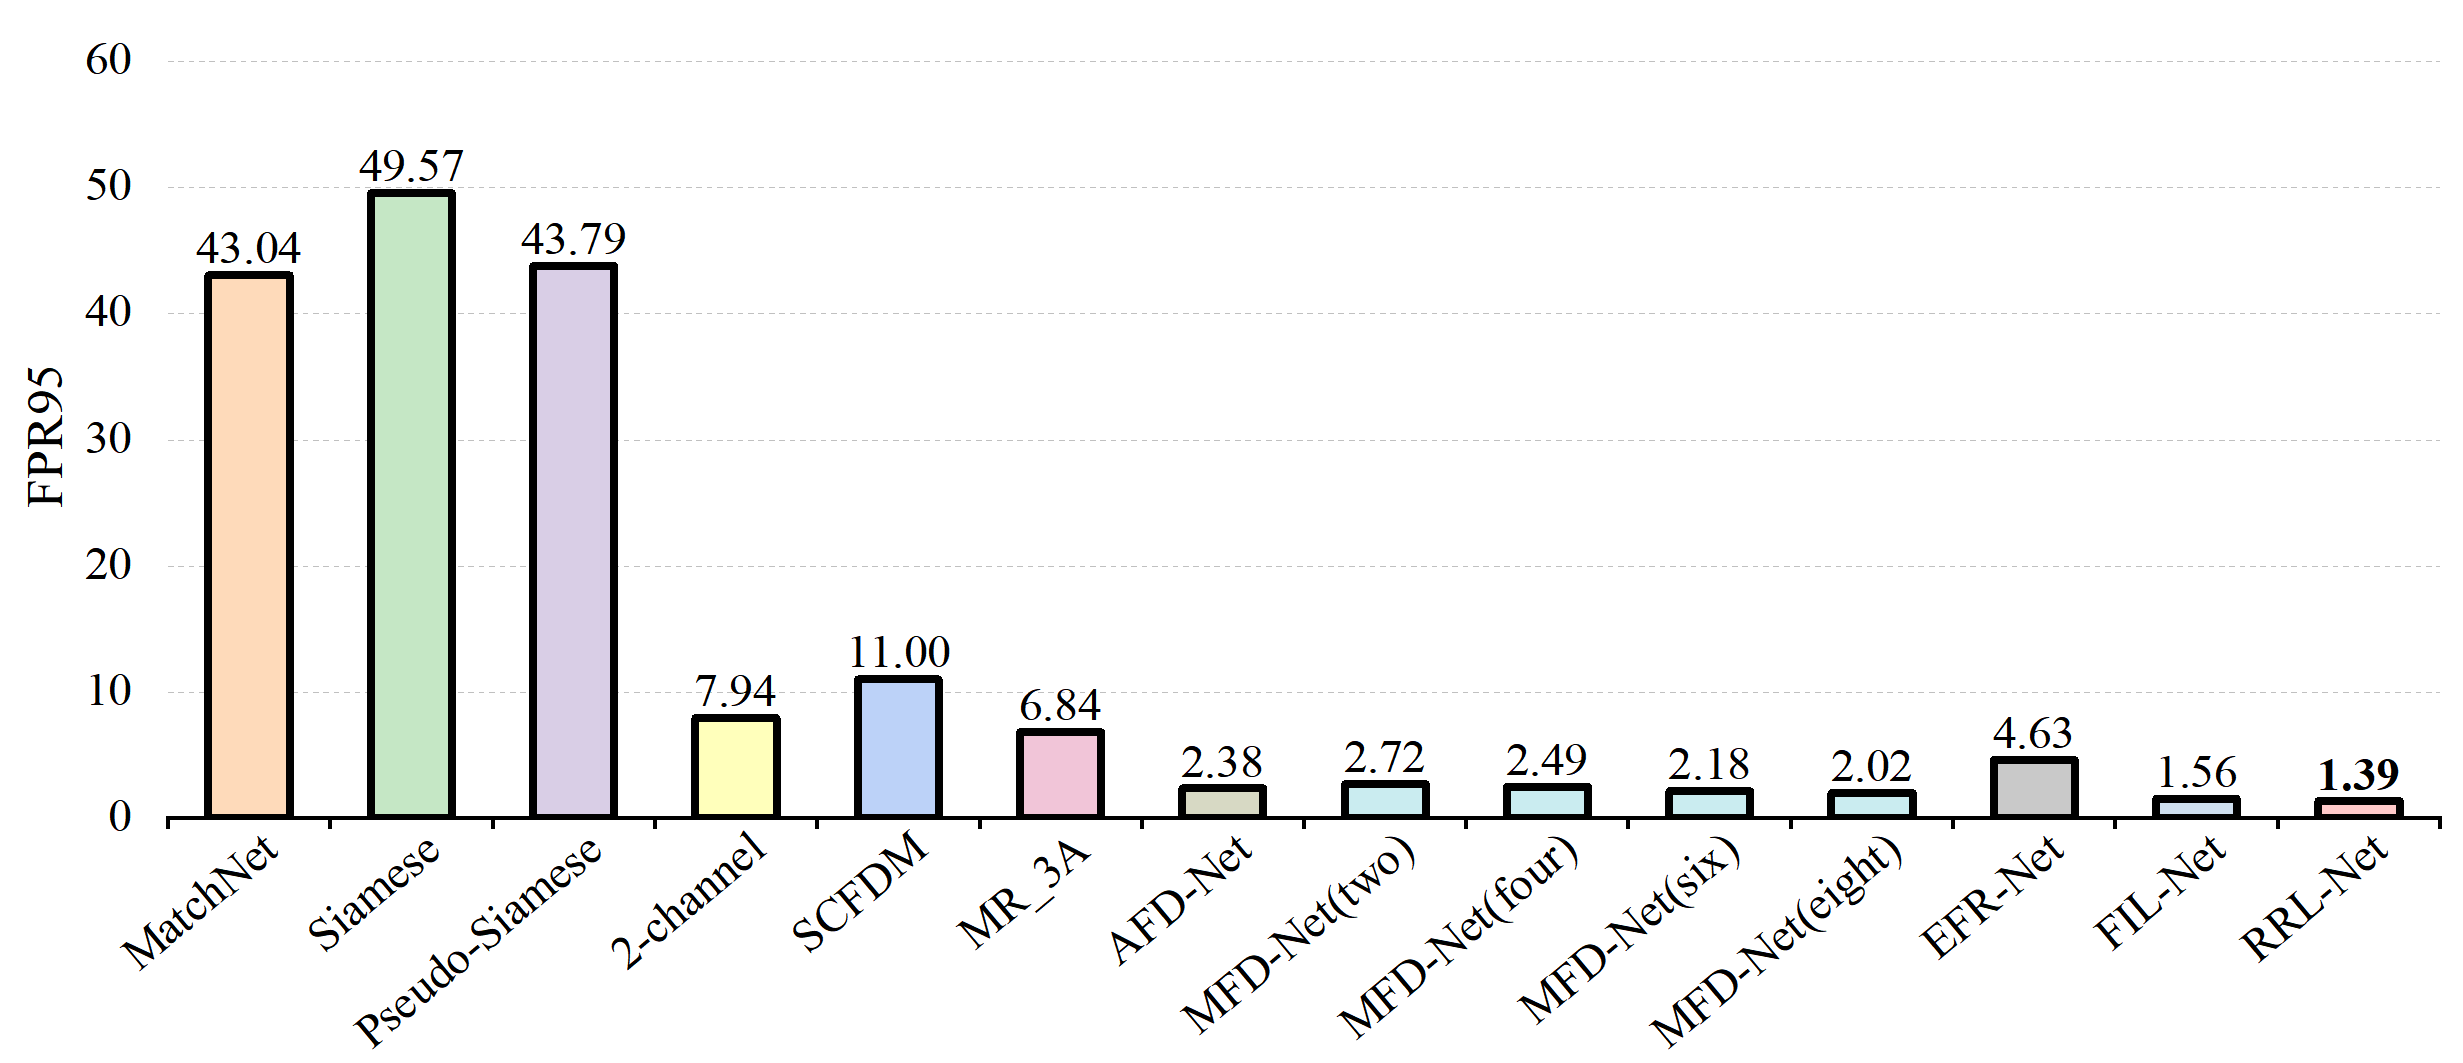 60
50
40
30
20
10
0
FPR95
43.04
49.57
43.79
7.94
11.00
6.84
2.38
2.72
2.49
2.18
2.02
4.63
1.56
1.39
MatchNet
Siamese
Pseudo-Siamese
2-channel
SCFDM
MR_3A
AFD-Net
MFD-Net(two)
MFD-Net(four)
MFD-Net(six)
MFD-Net(eight)
EFR-Net
FIL-Net
RRL-Net